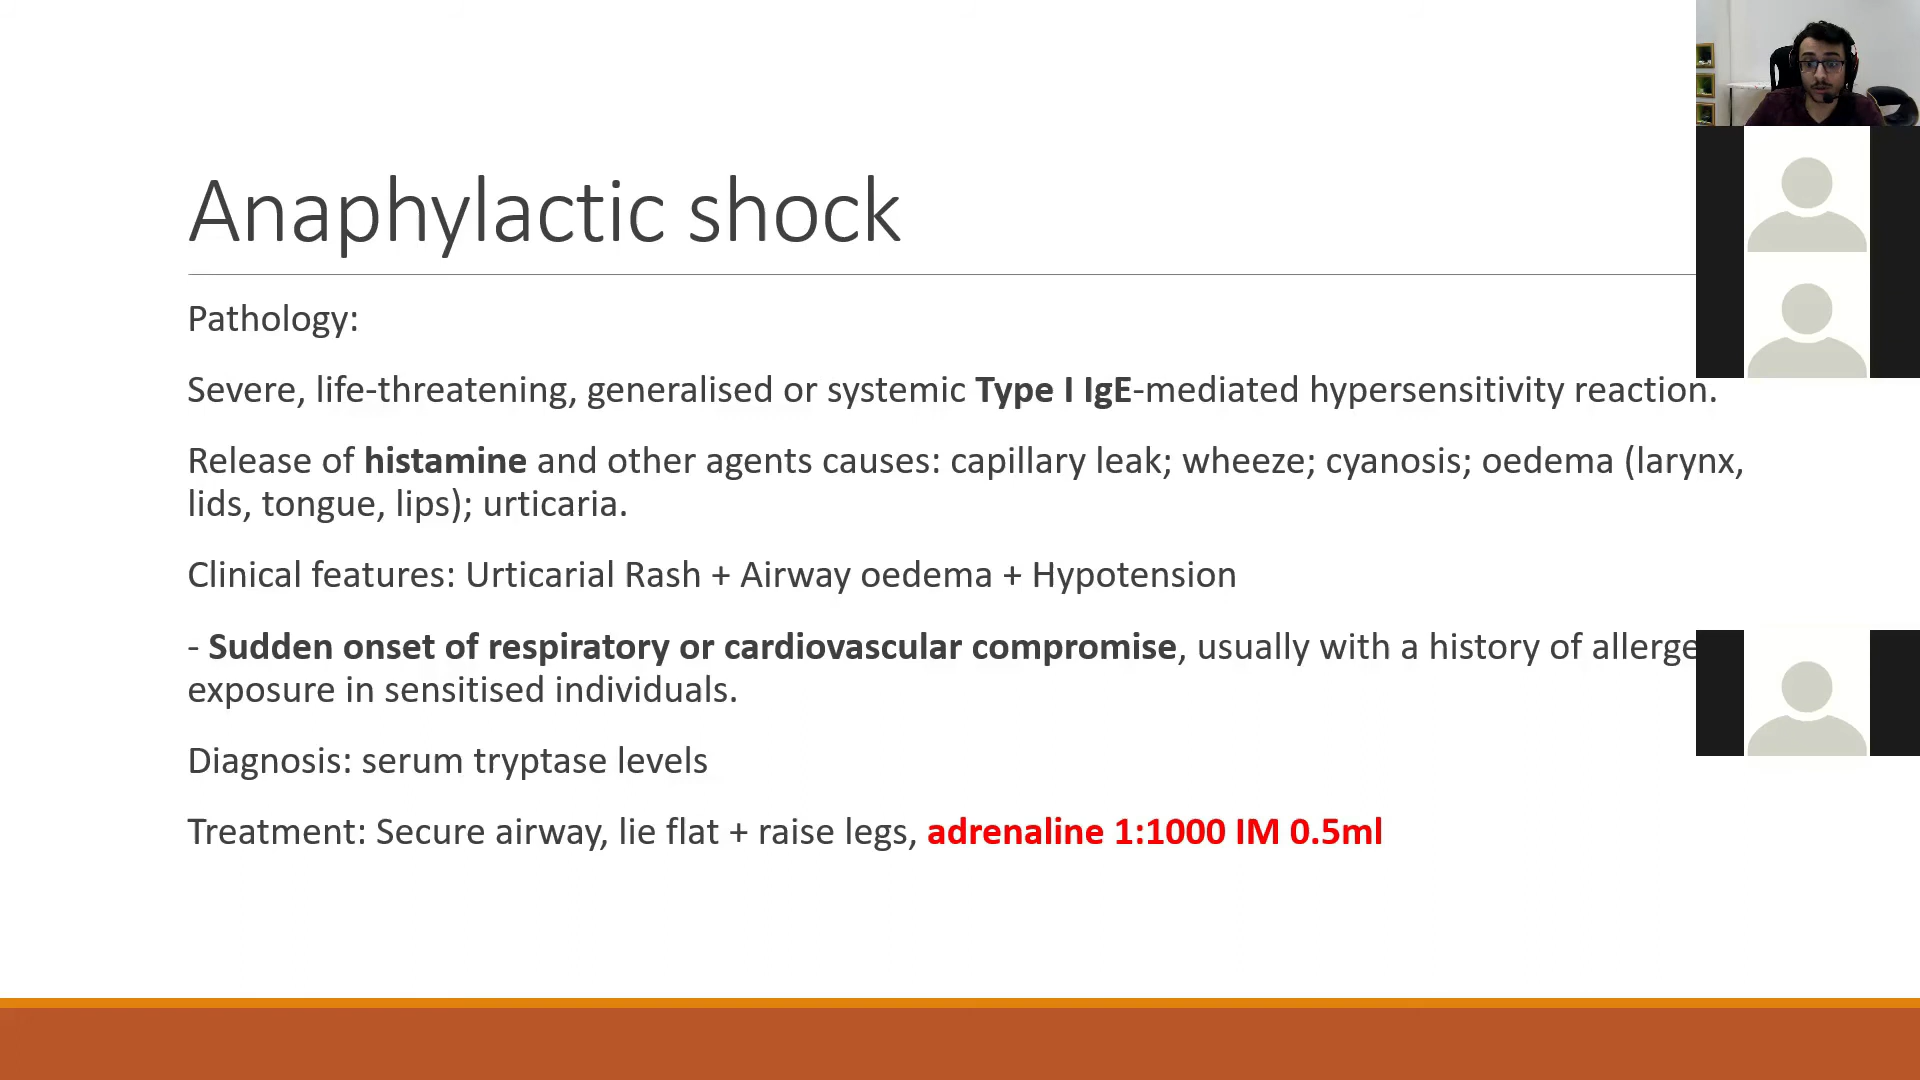 Anaphylactic shock
Pathology:
Severe, life-threatening, generalised or systemic Type I IgE-mediated hypersensitivity reaction.
Release of histamine and other agents causes: capillary leak; wheeze; cyanosis; oedema (larynx,
lids, tongue, lips); urticaria.
Clinical features: Urticarial Rash + Airway oedema + Hypotension
- Sudden onset of respiratory or cardiovascular compromise, usually with a history of allerge
exposure in sensitised individuals.
Diagnosis: serum tryptase levels
Treatment: Secure airway, lie flat + raise legs, adrenaline 1:1000 IM 0.5ml